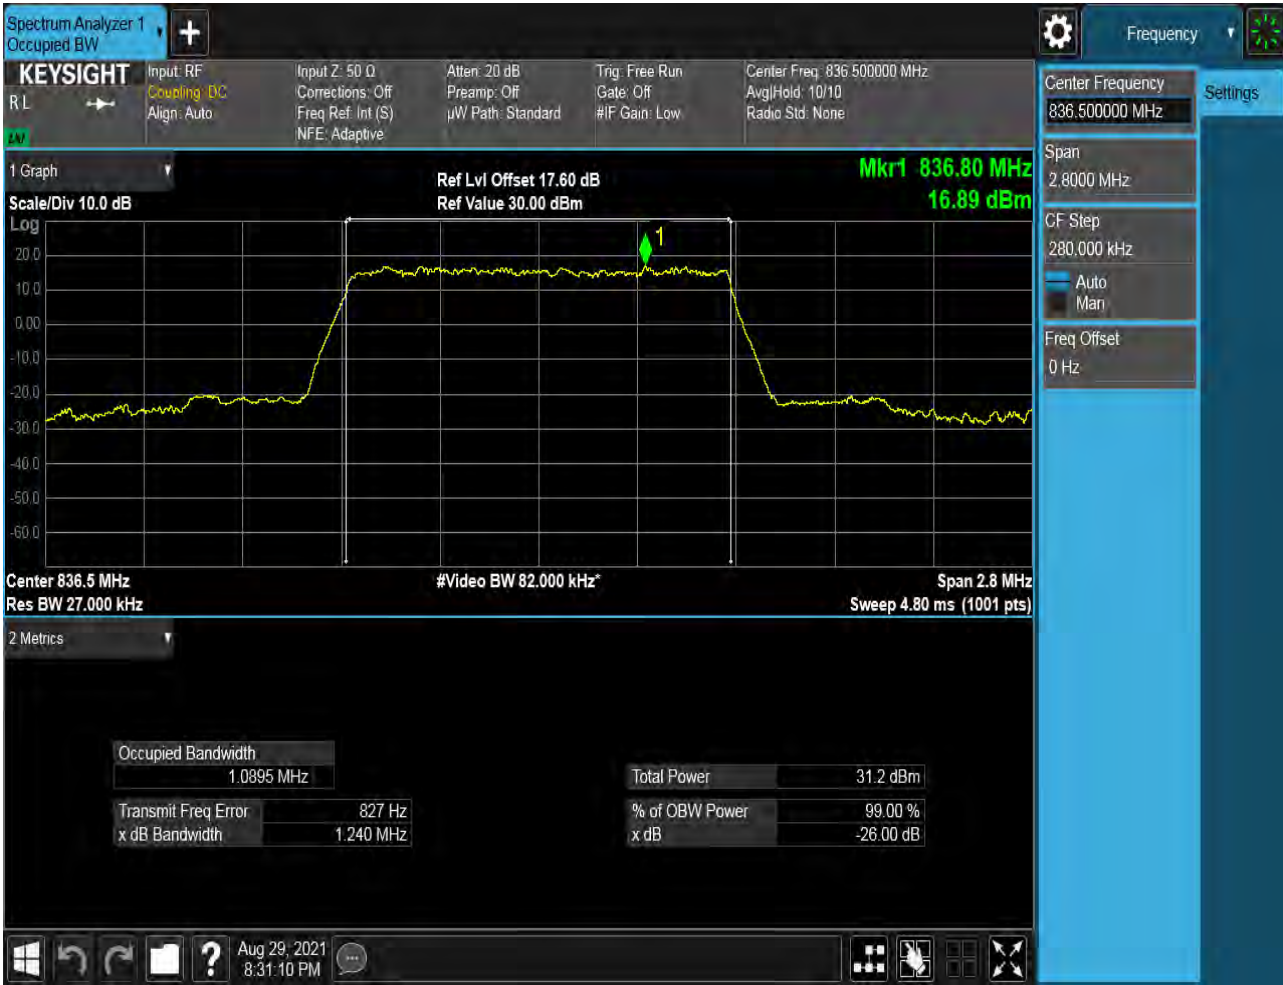 Spectrum Analyzer 1
Occupied BW
+
Frequency
KEYSIGHT
RL
Input: RF
Coupling: DC
Align: Auto
Input Z: 50 Ω
Corrections: Off
Freq Ref: Int (S)
NFE: Adaptive
Atten: 20 dB
Preamp: Off
µW Path: Standard
Trig: Free Run
Gate: Off
#IF Gain: Low
Center Freq: 836.500000 MHz
Avg|Hold: 10/10
Radio Std: None
LXI
Center Frequency
836.500000 MHz
Settings
Span
2.8000 MHz
CF Step
280.000 kHz
Auto
Man
Freq Offset
0 Hz
1 Graph
Scale/Div 10.0 dB
Log
Ref Lvl Offset 17.60 dB
Ref Value 30.00 dBm
Mkr1 836.80 MHz
16.89 dBm
1
20.0
10.0
0.00
-10.0
-20.0
-30.0
-40.0
-50.0
-60.0
Center 836.5 MHz
Res BW 27.000 kHz
#Video BW 82.000 kHz*
Span 2.8 MHz
Sweep 4.80 ms (1001 pts)
2 Metrics
Occupied Bandwidth
1.0895 MHz
Transmit Freq Error 827 Hz
x dB Bandwidth 1.240 MHz
Total Power 31.2 dBm
% of OBW Power 99.00 %
x dB -26.00 dB
?
Aug 29, 2021
8:31:10 PM